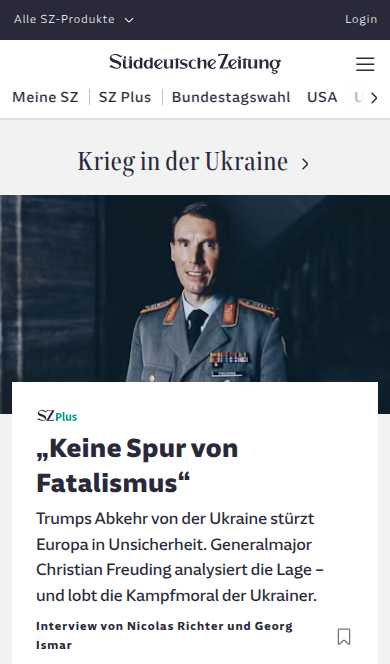 Alle SZ-Produkte
Login
Süddeutsche Zeitung
Meine SZ
SZ Plus
Bundestagswahl
USA
Krieg in der Ukraine
SZ Plus
„Keine Spur von
Fatalismus“
Trumps Abkehr von der Ukraine stürzt
Europa in Unsicherheit. Generalmajor
Christian Freuding analysiert die Lage –
und lobt die Kampfmoral der Ukrainer.
Interview von Nicolas Richter und Georg
Ismar